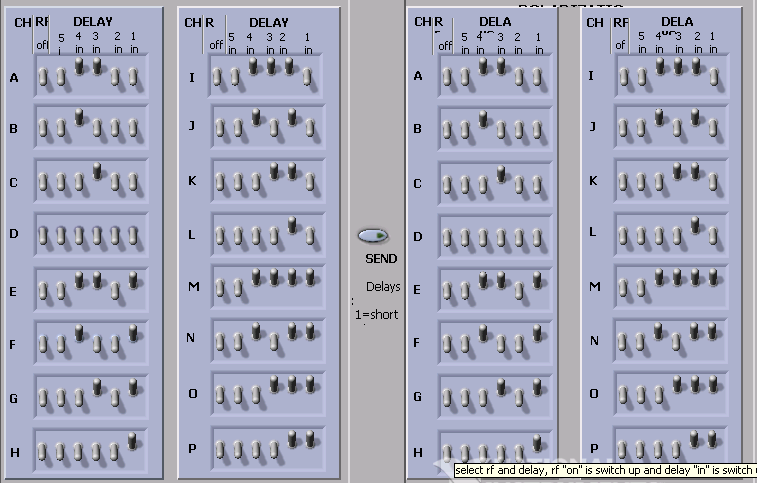 CH RF DELAY
off 5 i 4 in 3 in 2 in 1 in
A
B
C
D
E
F
G
H
CH R DELAY
off 5 in 4 in 3 in 2 in 1 in
I
J
K
L
M
N
O
P
SEND
Delays
:
1=short
CH R DELA
off 5 in 4 in 3 in 2 in 1 in
A
B
C
D
E
F
G
H
CH RF DELA
of 5 in 4 in 3 in 2 in 1 in
I
J
K
L
M
N
O
P
select rf and delay, rf "on" is switch up and delay "in" is switch